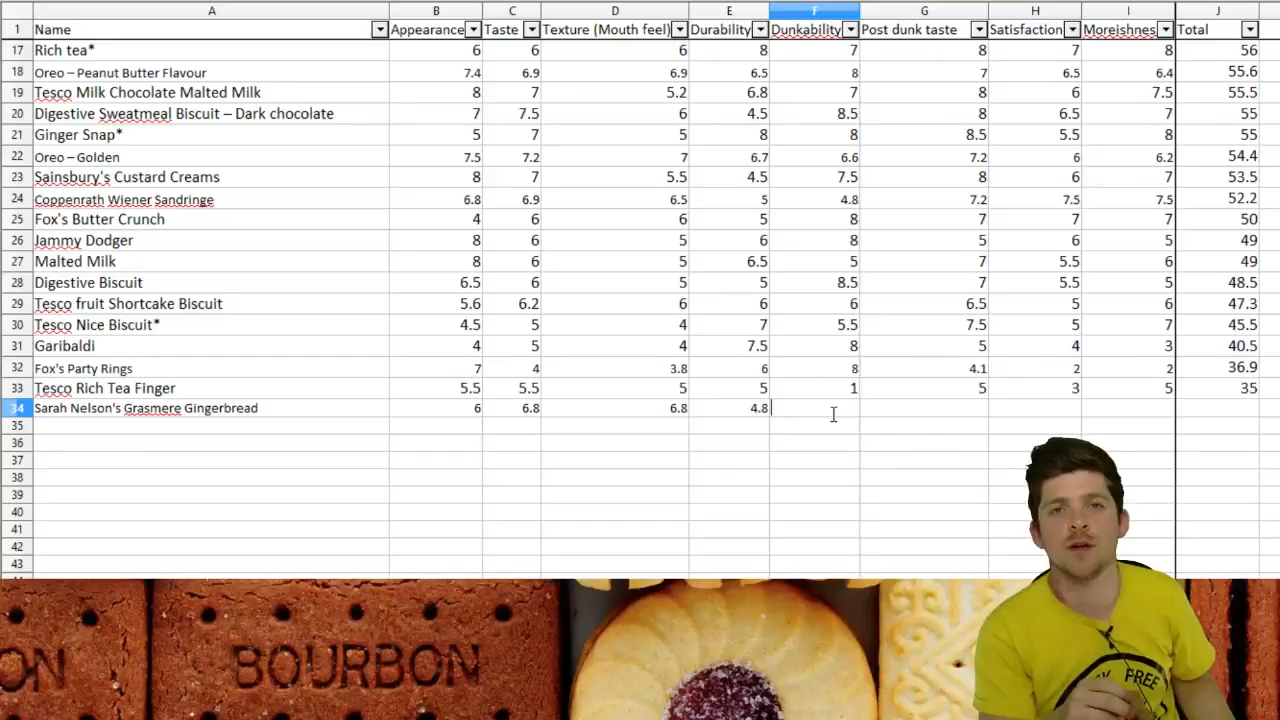 A B C D E F G H I J
1 Name Appearance Taste Texture (Mouth feel) Durability Dunkability Post dunk taste Satisfaction Moreishnes Total
17 Rich tea* 6 6 6 8 7 8 7 8 56
18 Oreo – Peanut Butter Flavour 7.4 6.9 6.9 6.5 8 7 6.5 6.4 55.6
19 Tesco Milk Chocolate Malted Milk 8 7 5.2 6.8 7 8 6 7.5 55.5
20 Digestive Sweatmeal Biscuit – Dark chocolate 7 7.5 6 4.5 8.5 8 6.5 7 55
21 Ginger Snap* 5 7 5 8 8 8.5 5.5 8 55
22 Oreo – Golden 7.5 7.2 7 6.7 6.6 7.2 6 6.2 54.4
23 Sainsbury's Custard Creams 8 7 5.5 4.5 7.5 8 6 7 53.5
24 Coppenrath Wiener Sandringe 6.8 6.9 6.5 5 4.8 7.2 7.5 7.5 52.2
25 Fox's Butter Crunch 4 6 6 5 8 7 7 7 50
26 Jammy Dodger 8 6 5 6 8 5 6 5 49
27 Malted Milk 8 6 5 6.5 5 7 5.5 6 49
28 Digestive Biscuit 6.5 6 5 5 8.5 7 5.5 5 48.5
29 Tesco fruit Shortcake Biscuit 5.6 6.2 6 6 6 6.5 5 6 47.3
30 Tesco Nice Biscuit* 4.5 5 4 7 5.5 7.5 5 7 45.5
31 Garibaldi 4 5 4 7.5 8 5 4 3 40.5
32 Fox's Party Rings 7 4 3.8 6 8 4.1 2 2 36.9
33 Tesco Rich Tea Finger 5.5 5.5 5 5 1 5 3 5 35
34 Sarah Nelson's Grasmere Gingerbread 6 6.8 6.8 4.8
35
36
37
38
39
40
41
42
43
ON BOURBON
FREE